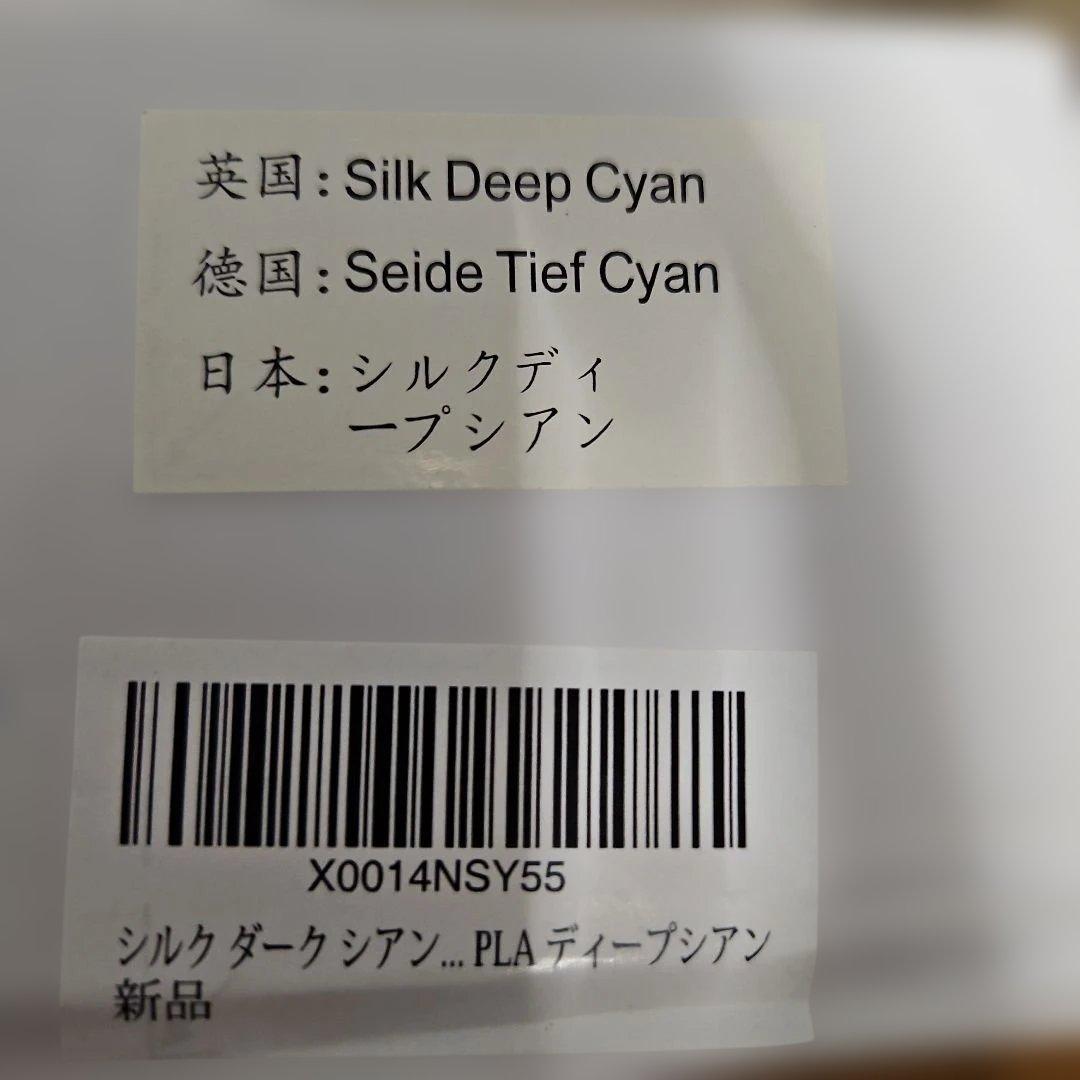 英国:Silk Deep Cyan
德国:Seide Tief Cyan
日本:シルクディ
ープシアン
X0014NSY55
シルク ダーク シアン... PLA ディープシアン
新品